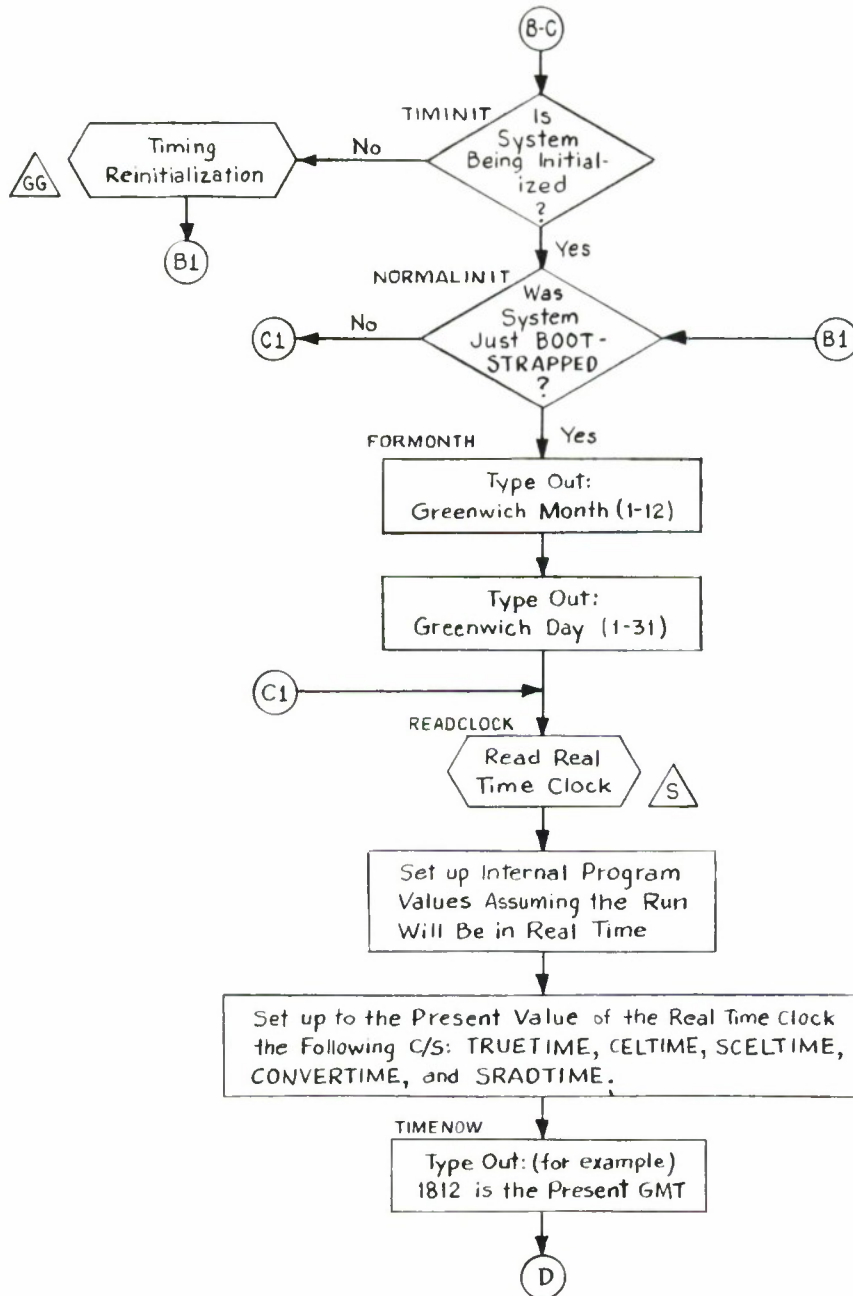 B-C
TIMINIT
Is
System
Being Initial-
ized
?
No
Timing
Reinitialization
GG
B1
Yes
NORMALINIT
Was
System
Just BOOT-
STRAPPED
?
No
C1
B1
Yes
FORMONTH
Type Out:
Greenwich Month (1-12)
Type Out:
Greenwich Day (1-31)
C1
READCLOCK
Read Real
Time Clock
S
Set up Internal Program
Values Assuming the Run
Will Be in Real Time
Set up to the Present Value of the Real Time Clock
the Following C/S: TRUETIME, CELTIME, SCELTIME,
CONVERTIME, and SRADTIME.
TIMENOW
Type Out: (for example)
1812 is the Present GMT
D